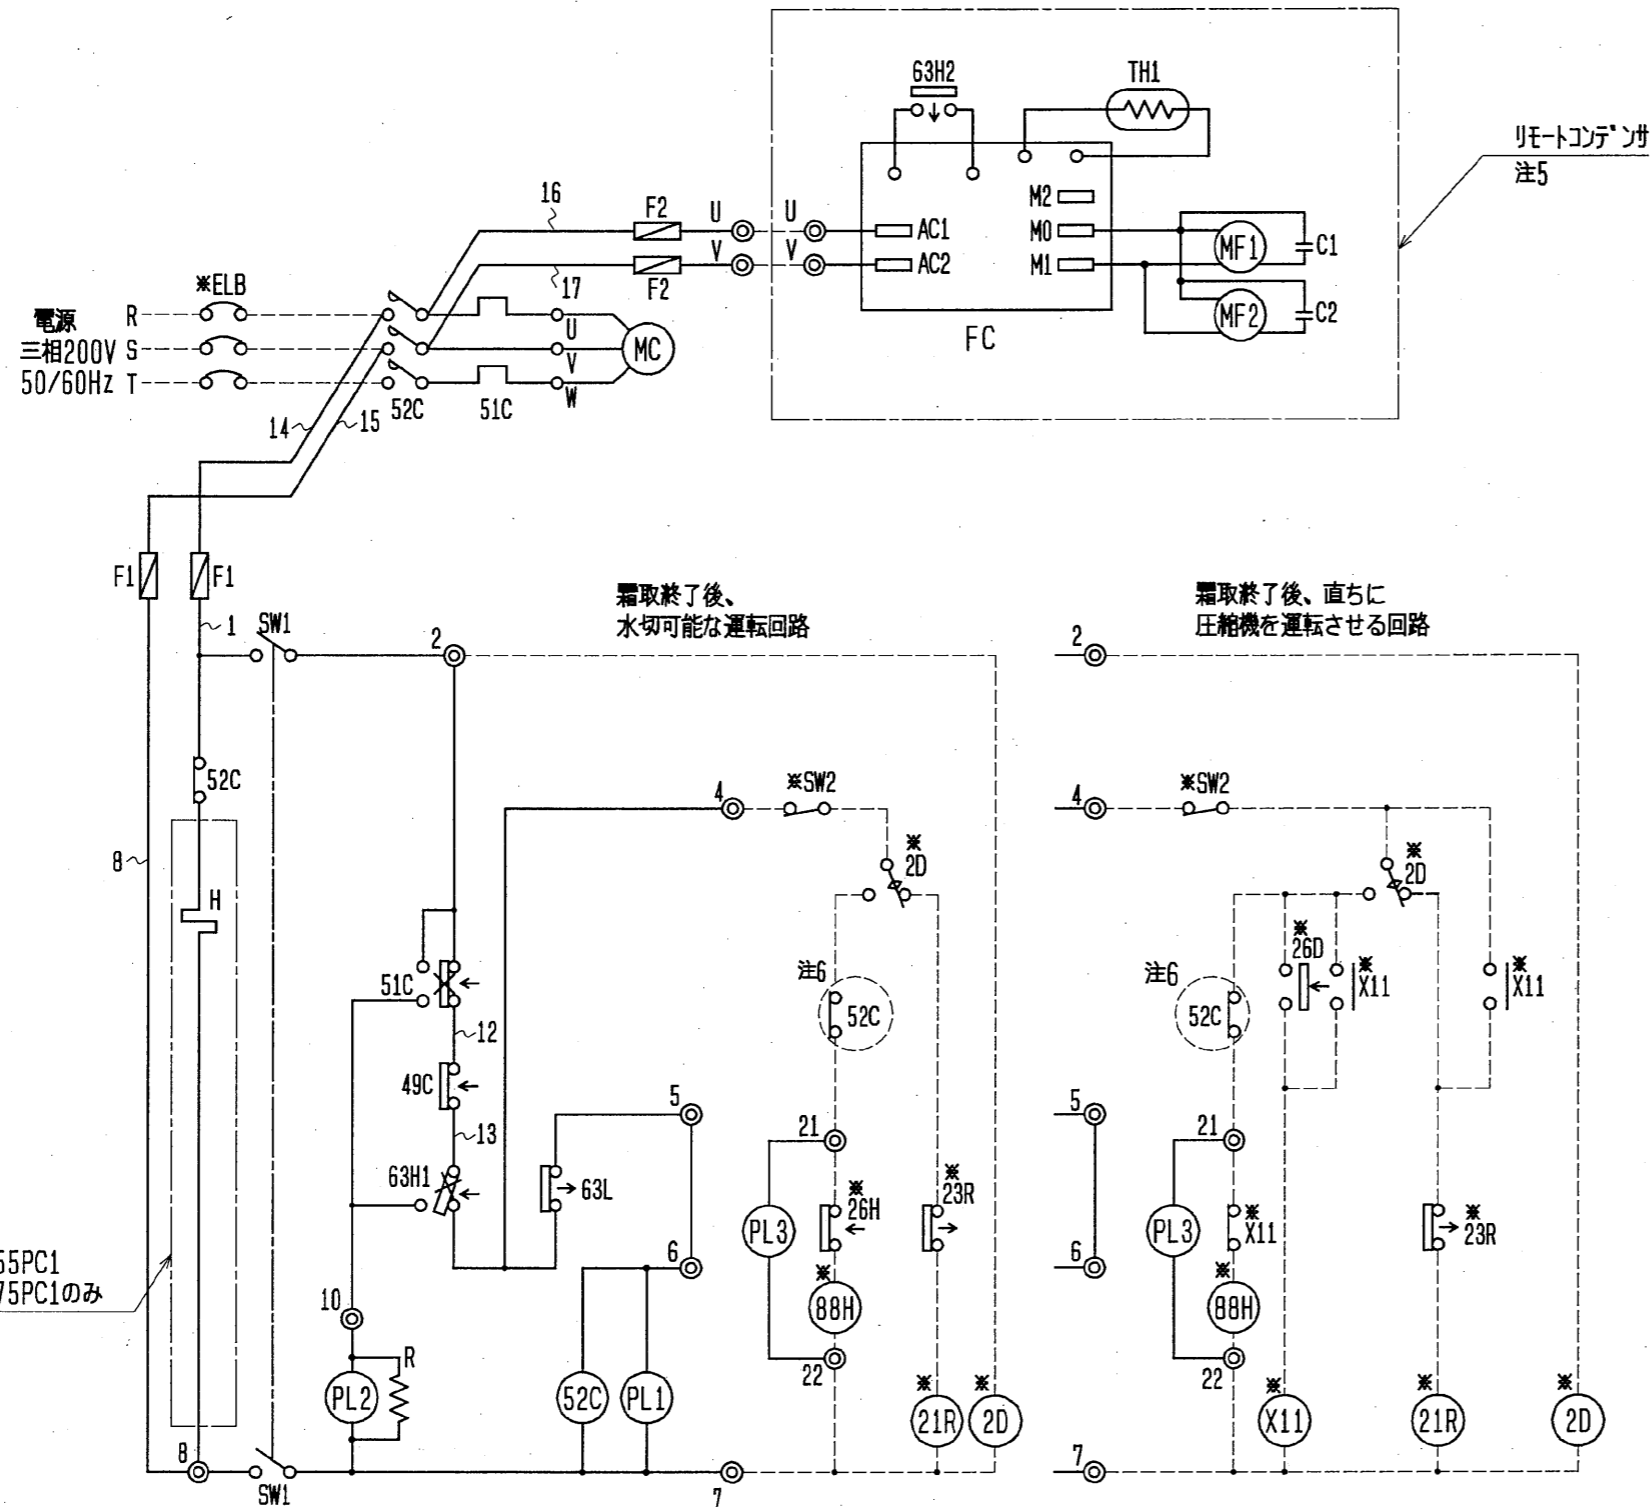 63H2
TH1
リモートコンデンサ
注5
16
F2
U
U
M2
V
V
AC1
M0
MF1
C1
AC2
M1
※ELB
17
F2
MF2
C2
電源
R
U
FC
三相200V
S
V
MC
50/60Hz
T
52C
51C
W
14
15
F1
F1
霜取終了後、
水切可能な運転回路
霜取終了後、直ちに
圧縮機を運転させる回路
1
SW1
2
2
52C
4
※SW2
4
※SW2
8
※
2D
※
2D
H
※
26D
51C
注6
注6
※
X11
※
X11
12
52C
52C
49C
5
5
13
21
21
63H1
63L
※
23R
※
26H
PL3
PL3
※
X11
※
23R
6
6
55PC1
75PC1のみ
10
※
88H
※
88H
R
22
22
PL2
52C
PL1
※
21R
※
2D
※
X11
※
21R
※
2D
8
7
7
SW1